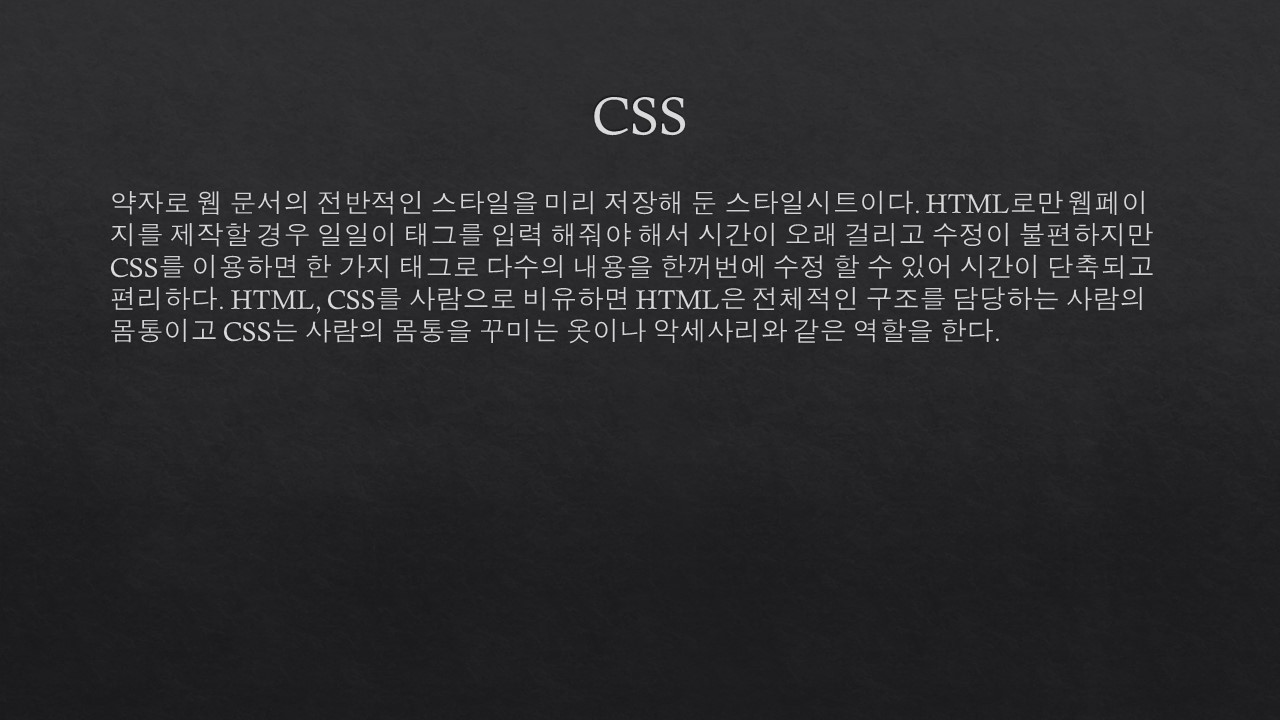 CSS
약자로 웹 문서의 전반적인 스타일을 미리 저장해 둔 스타일시트이다. HTML로만 웹페이
지를 제작할 경우 일일이 태그를 입력 해줘야 해서 시간이 오래 걸리고 수정이 불편하지만
CSS를 이용하면 한 가지 태그로 다수의 내용을 한꺼번에 수정 할 수 있어 시간이 단축되고
편리하다. HTML, CSS를 사람으로 비유하면 HTML은 전체적인 구조를 담당하는 사람의
몸통이고 CSS는 사람의 몸통을 꾸미는 옷이나 악세사리와 같은 역할을 한다.